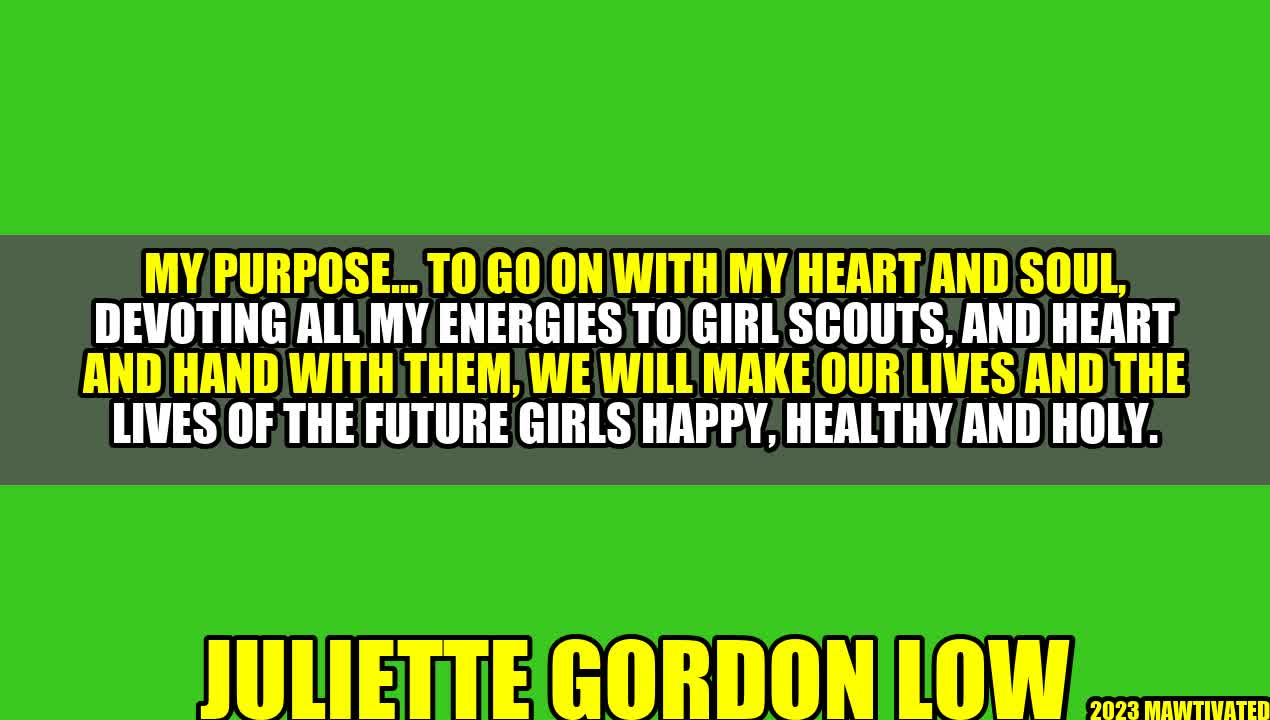 MY PURPOSE... TO GO ON WITH MY HEART AND SOUL,
DEVOTING ALL MY ENERGIES TO GIRL SCOUTS, AND HEART
AND HAND WITH THEM, WE WILL MAKE OUR LIVES AND THE
LIVES OF THE FUTURE GIRLS HAPPY, HEALTHY AND HOLY.
JULIETTE GORDON LOW
2023 MAWTIVATED